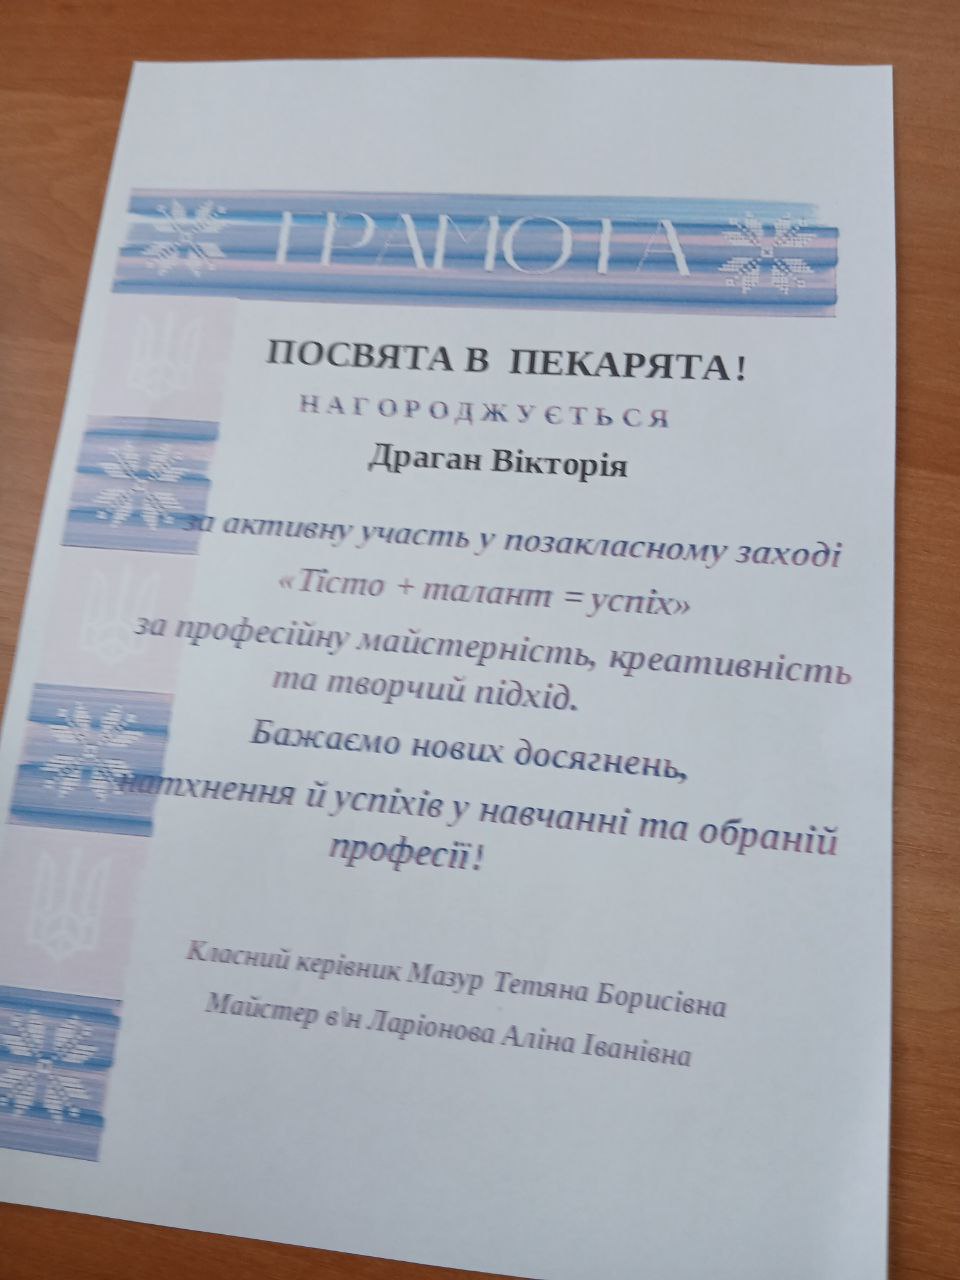 ГРАМОТА
ПОСВЯТА В ПЕКАРЯТА!
НАГОРОДЖУЄТЬСЯ
Драган Вікторія
за активну участь у позакласному заході
«Тісто + талант = успіх»
за професійну майстерність, креативність
та творчий підхід.
Бажаємо нових досягнень,
натхнення й успіхів у навчанні та обраній
професії!
Класний керівник Мазур Тетяна Борисівна
Майстер в\н Ларіонова Аліна Іванівна